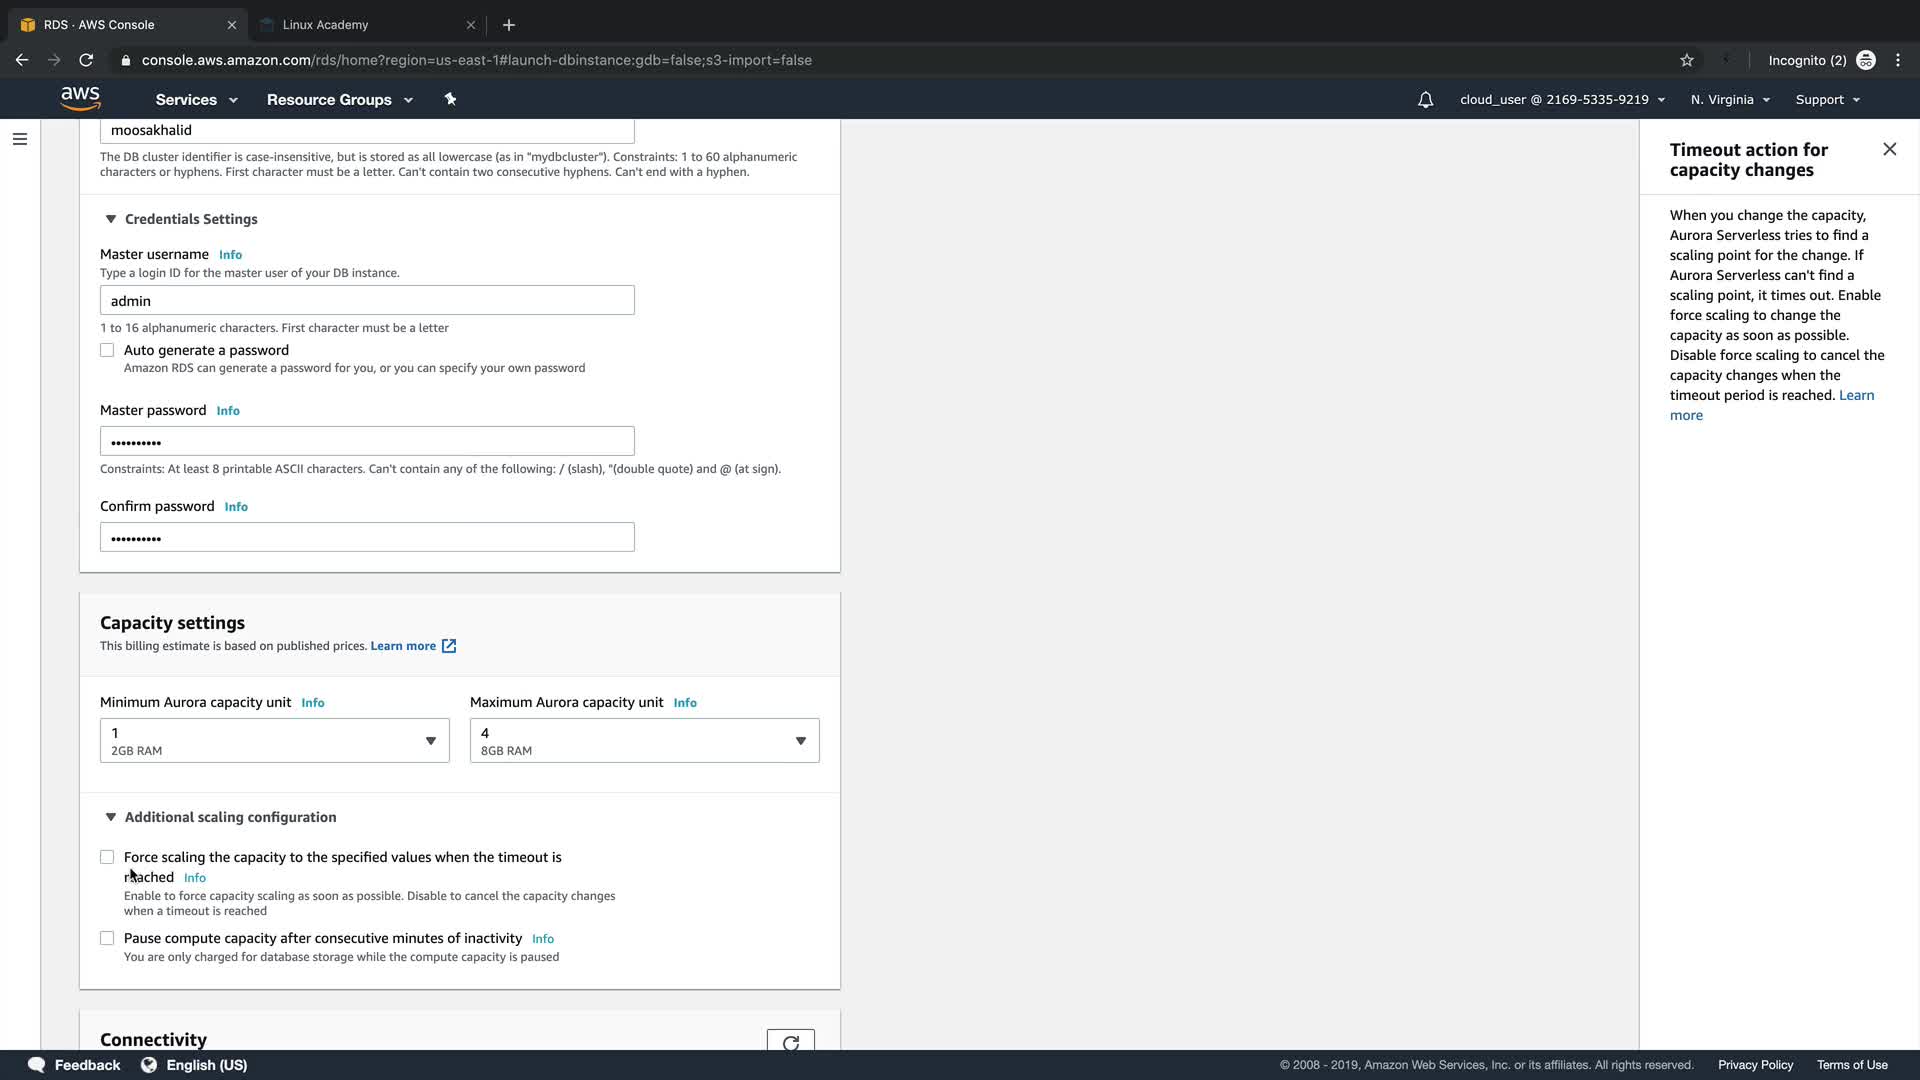 RDS · AWS Console
Linux Academy
console.aws.amazon.com/rds/home?region=us-east-1#launch-dbinstance:gdb=false;s3-import=false
Incognito (2)
aws
Services
Resource Groups
cloud_user @ 2169-5335-9219
N. Virginia
Support
moosakhalid
The DB cluster identifier is case-insensitive, but is stored as all lowercase (as in "mydbcluster"). Constraints: 1 to 60 alphanumeric
characters or hyphens. First character must be a letter. Can't contain two consecutive hyphens. Can't end with a hyphen.
Credentials Settings
Master username Info
Type a login ID for the master user of your DB instance.
admin
1 to 16 alphanumeric characters. First character must be a letter
Auto generate a password
Amazon RDS can generate a password for you, or you can specify your own password
Master password Info
••••••••••
Constraints: At least 8 printable ASCII characters. Can't contain any of the following: / (slash), "(double quote) and @ (at sign).
Confirm password Info
••••••••••
Capacity settings
This billing estimate is based on published prices. Learn more
Minimum Aurora capacity unit Info
1
2GB RAM
Maximum Aurora capacity unit Info
4
8GB RAM
Additional scaling configuration
Force scaling the capacity to the specified values when the timeout is
reached Info
Enable to force capacity scaling as soon as possible. Disable to cancel the capacity changes
when a timeout is reached
Pause compute capacity after consecutive minutes of inactivity Info
You are only charged for database storage while the compute capacity is paused
Connectivity
Timeout action for
capacity changes
When you change the capacity,
Aurora Serverless tries to find a
scaling point for the change. If
Aurora Serverless can't find a
scaling point, it times out. Enable
force scaling to change the
capacity as soon as possible.
Disable force scaling to cancel the
capacity changes when the
timeout period is reached. Learn
more
Feedback
English (US)
© 2008 - 2019, Amazon Web Services, Inc. or its affiliates. All rights reserved.
Privacy Policy
Terms of Use